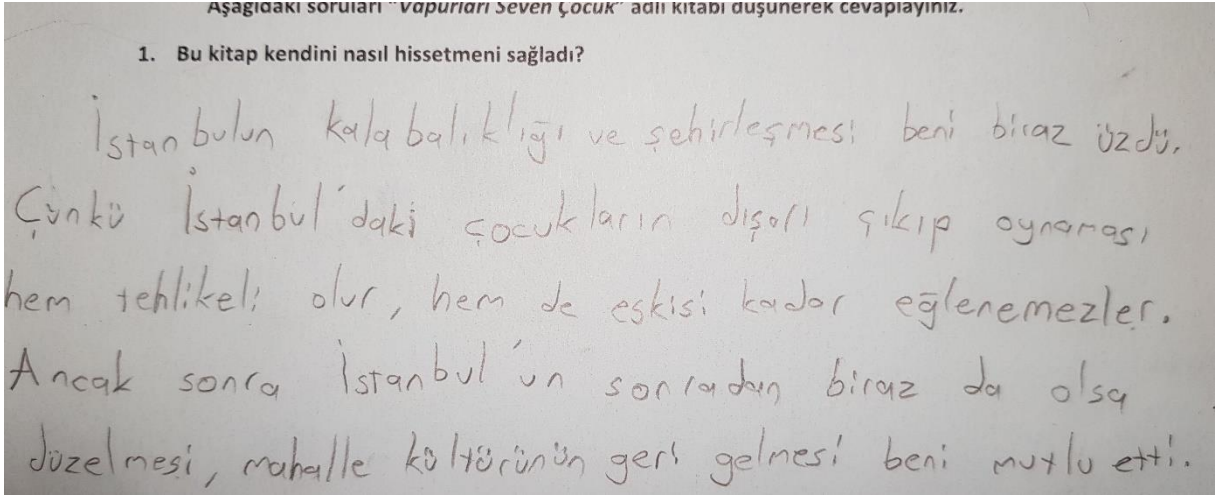 Aşağıdaki soruları "Vapurları Seven Çocuk" adlı kitabı düşünerek cevaplayınız.
1. Bu kitap kendini nasıl hissetmeni sağladı?
İstanbulun kalabalıklığı ve şehirleşmesi beni biraz üzdü.
Çünkü İstanbul'daki çocukların dışarı çıkıp oynaması
hem tehlikeli olur, hem de eskisi kadar eğlenemezler.
Ancak sonra İstanbul'un sonradan biraz da olsa
düzelmesi, mahalle kültürünün geri gelmesi beni mutlu etti.